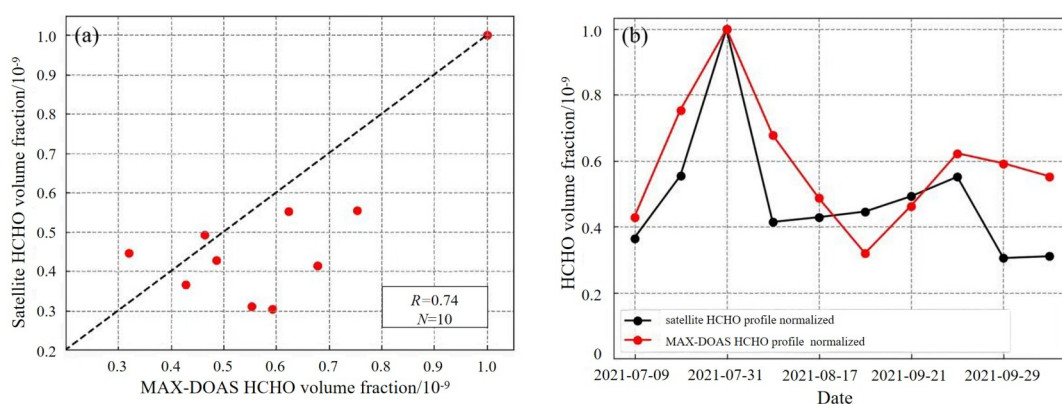 (a)
1.0
0.9
0.8
0.7
0.6
0.5
0.4
0.3
0.2
Satellite HCHO volume fraction/10-9
R=0.74
N=10
0.3 0.4 0.5 0.6 0.7 0.8 0.9 1.0
MAX-DOAS HCHO volume fraction/10-9
(b)
1.0
0.8
0.6
0.4
0.2
0
HCHO volume fraction/10-9
satellite HCHO profile normalized
MAX-DOAS HCHO profile normalized
2021-07-09 2021-07-31 2021-08-17 2021-09-21 2021-09-29
Date